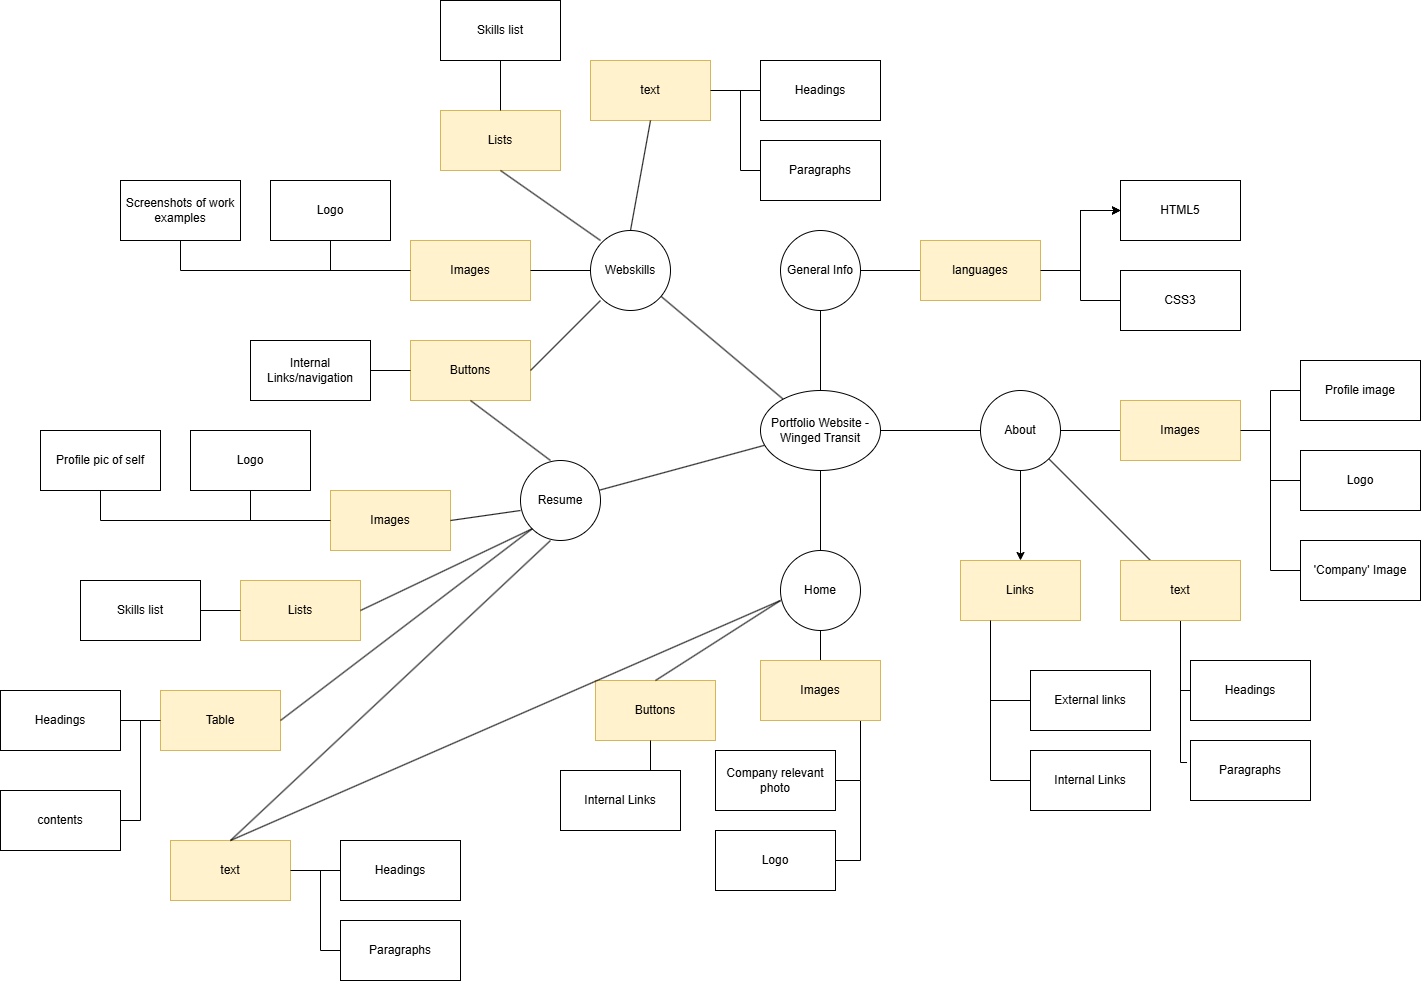 Skills list
text
Headings
Lists
Paragraphs
Screenshots of work
examples
Logo
HTML5
Images
Webskills
General Info
languages
CSS3
Internal
Links/navigation
Buttons
Profile image
Portfolio Website -
Winged Transit
About
Images
Profile pic of self
Logo
Logo
Resume
Images
'Company' Image
Skills list
Lists
Home
Links
text
Headings
Table
Buttons
Images
External links
Headings
Company relevant
photo
Internal Links
Paragraphs
contents
Internal Links
Logo
text
Headings
Paragraphs